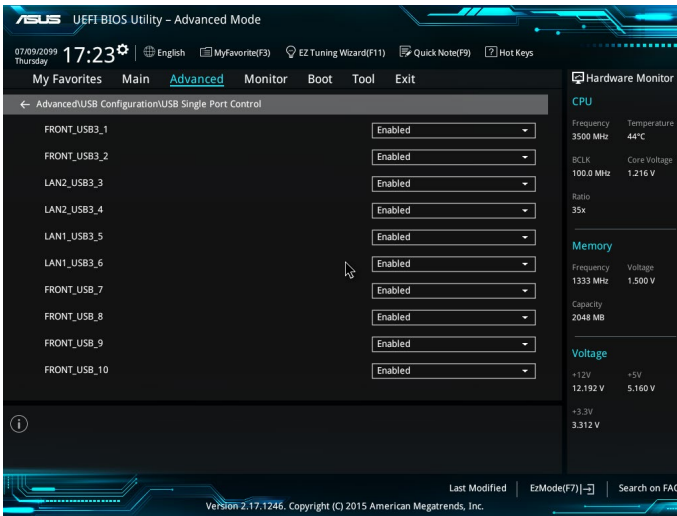 ASUS UEFI BIOS Utility – Advanced Mode
07/09/2099
Thursday
17:23
English
MyFavorite(F3)
EZ Tuning Wizard(F11)
Quick Note(F9)
? Hot Keys
My Favorites Main Advanced Monitor Boot Tool Exit
Hardware Monitor
← Advanced\USB Configuration\USB Single Port Control
FRONT_USB3_1 Enabled
FRONT_USB3_2 Enabled
LAN2_USB3_3 Enabled
LAN2_USB3_4 Enabled
LAN1_USB3_5 Enabled
LAN1_USB3_6 Enabled
FRONT_USB_7 Enabled
FRONT_USB_8 Enabled
FRONT_USB_9 Enabled
FRONT_USB_10 Enabled
CPU
Frequency Temperature
3500 MHz 44°C
BCLK Core Voltage
100.0 MHz 1.216 V
Ratio
35x
Memory
Frequency Voltage
1333 MHz 1.500 V
Capacity
2048 MB
Voltage
+12V +5V
12.192 V 5.160 V
+3.3V
3.312 V
Last Modified
EzMode(F7)
Search on FAQ
Version 2.17.1246. Copyright (C) 2015 American Megatrends, Inc.